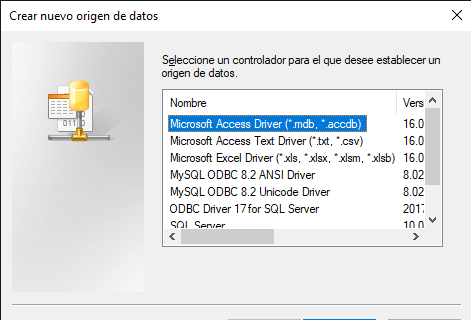 Crear nuevo origen de datos
Seleccione un controlador para el que desee establecer un
origen de datos.
Nombre Vers
Microsoft Access Driver (*.mdb, *.accdb) 16.0
Microsoft Access Text Driver (*.txt, *.csv) 16.0
Microsoft Excel Driver (*.xls, *.xlsx, *.xlsm, *.xlsb) 16.0
MySQL ODBC 8.2 ANSI Driver 8.02
MySQL ODBC 8.2 Unicode Driver 8.02
ODBC Driver 17 for SQL Server 2017
SQL Server 10.0